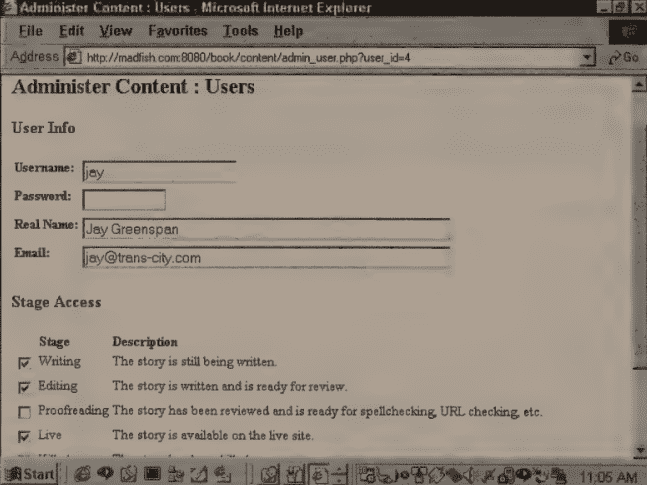 Administer Content : Users - Microsoft Internet Explorer
File Edit View Favorites Tools Help
Address http://madfish.com:8080/book/content/admin_user.php?user_id=4 Go
Administer Content : Users
User Info
Username: jay
Password:
Real Name: Jay Greenspan
Email: jay@trans-city.com
Stage Access
Stage Description
Writing The story is still being written.
Editing The story is written and is ready for review.
Proofreading The story has been reviewed and is ready for spellchecking, URL checking, etc.
Live The story is available on the live site.
Start 11:05 AM